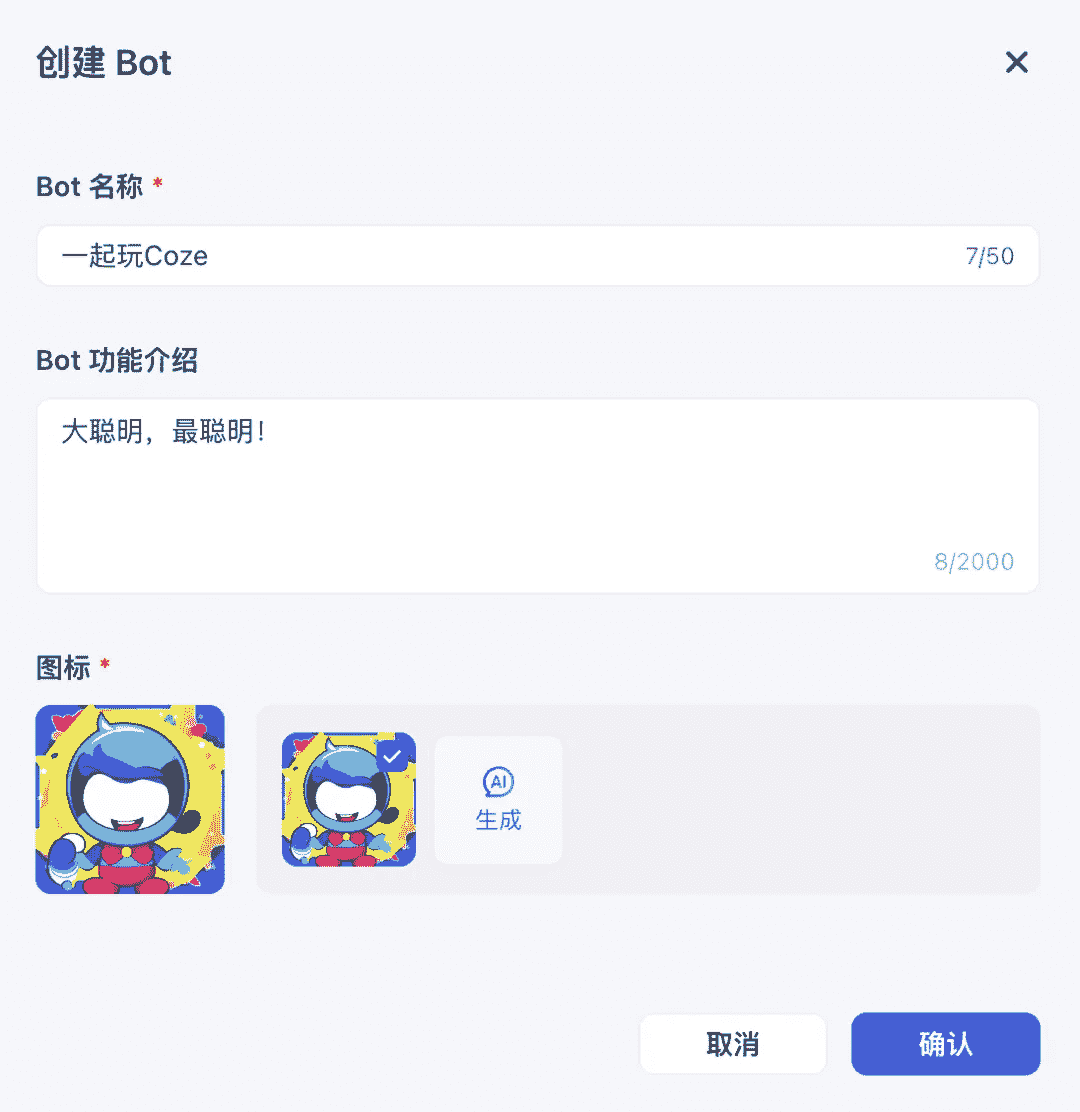 创建 Bot
Bot 名称 *
一起玩Coze
7/50
Bot 功能介绍
大聪明，最聪明！
8/2000
图标 *
AI
生成
取消
确认